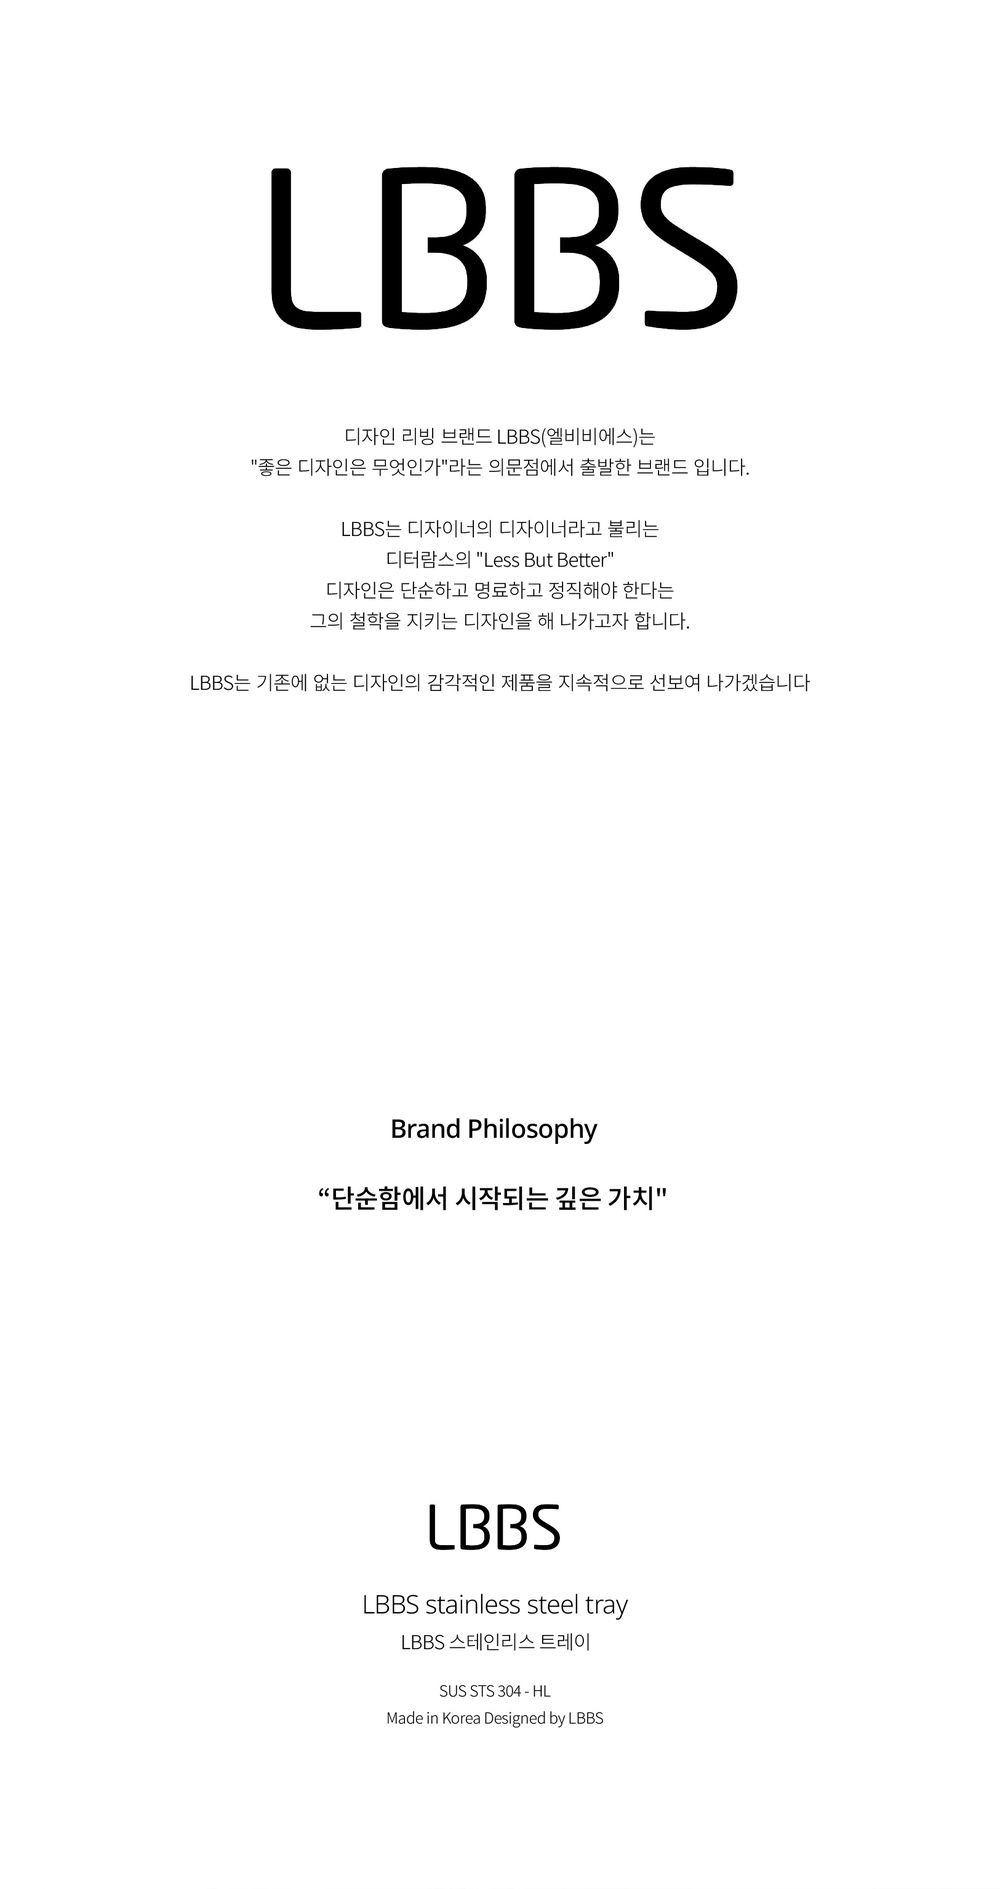 LBBS
디자인 리빙 브랜드 LBBS(엘비비에스)는
"좋은 디자인은 무엇인가"라는 의문점에서 출발한 브랜드 입니다.
LBBS는 디자이너의 디자이너라고 불리는
디터람스의 "Less But Better"
디자인은 단순하고 명료하고 정직해야 한다는
그의 철학을 지키는 디자인을 해 나가고자 합니다.
LBBS는 기존에 없는 디자인의 감각적인 제품을 지속적으로 선보여 나가겠습니다
Brand Philosophy
“단순함에서 시작되는 깊은 가치"
LBBS
LBBS stainless steel tray
LBBS 스테인리스 트레이
SUS STS 304 - HL
Made in Korea Designed by LBBS